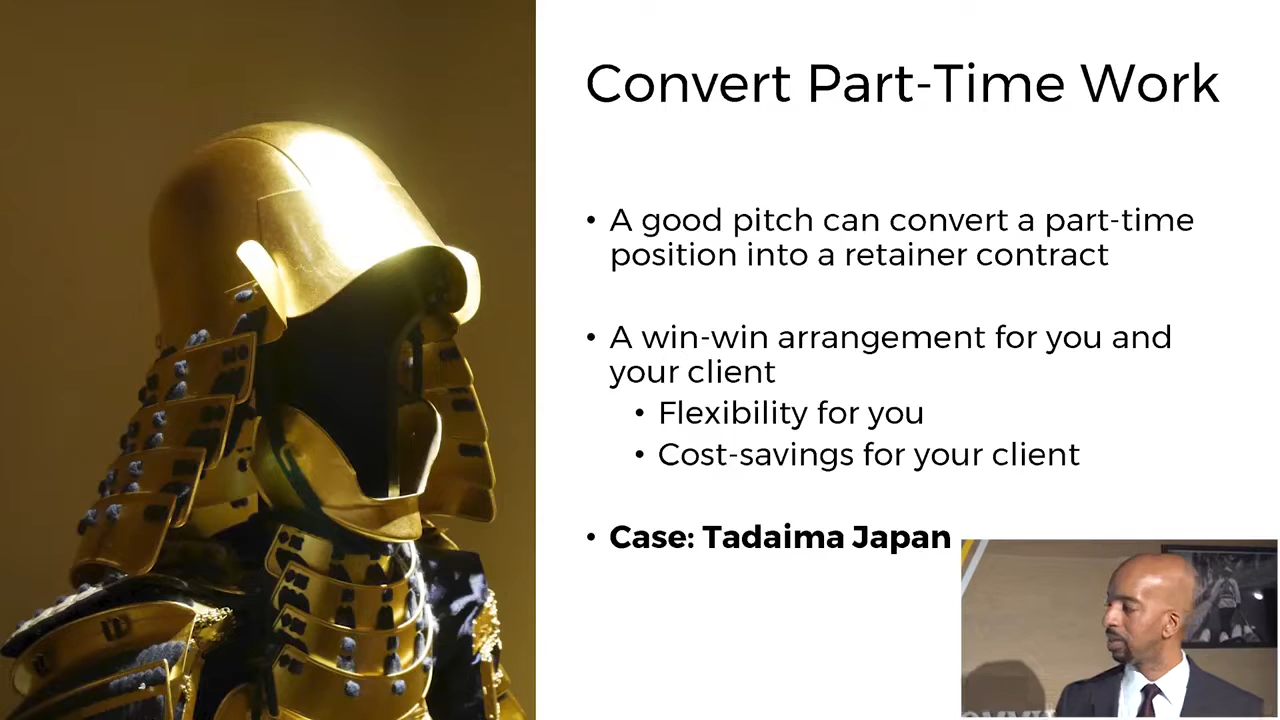 Convert Part-Time Work
• A good pitch can convert a part-time
position into a retainer contract
• A win-win arrangement for you and
your client
• Flexibility for you
• Cost-savings for your client
• Case: Tadaima Japan